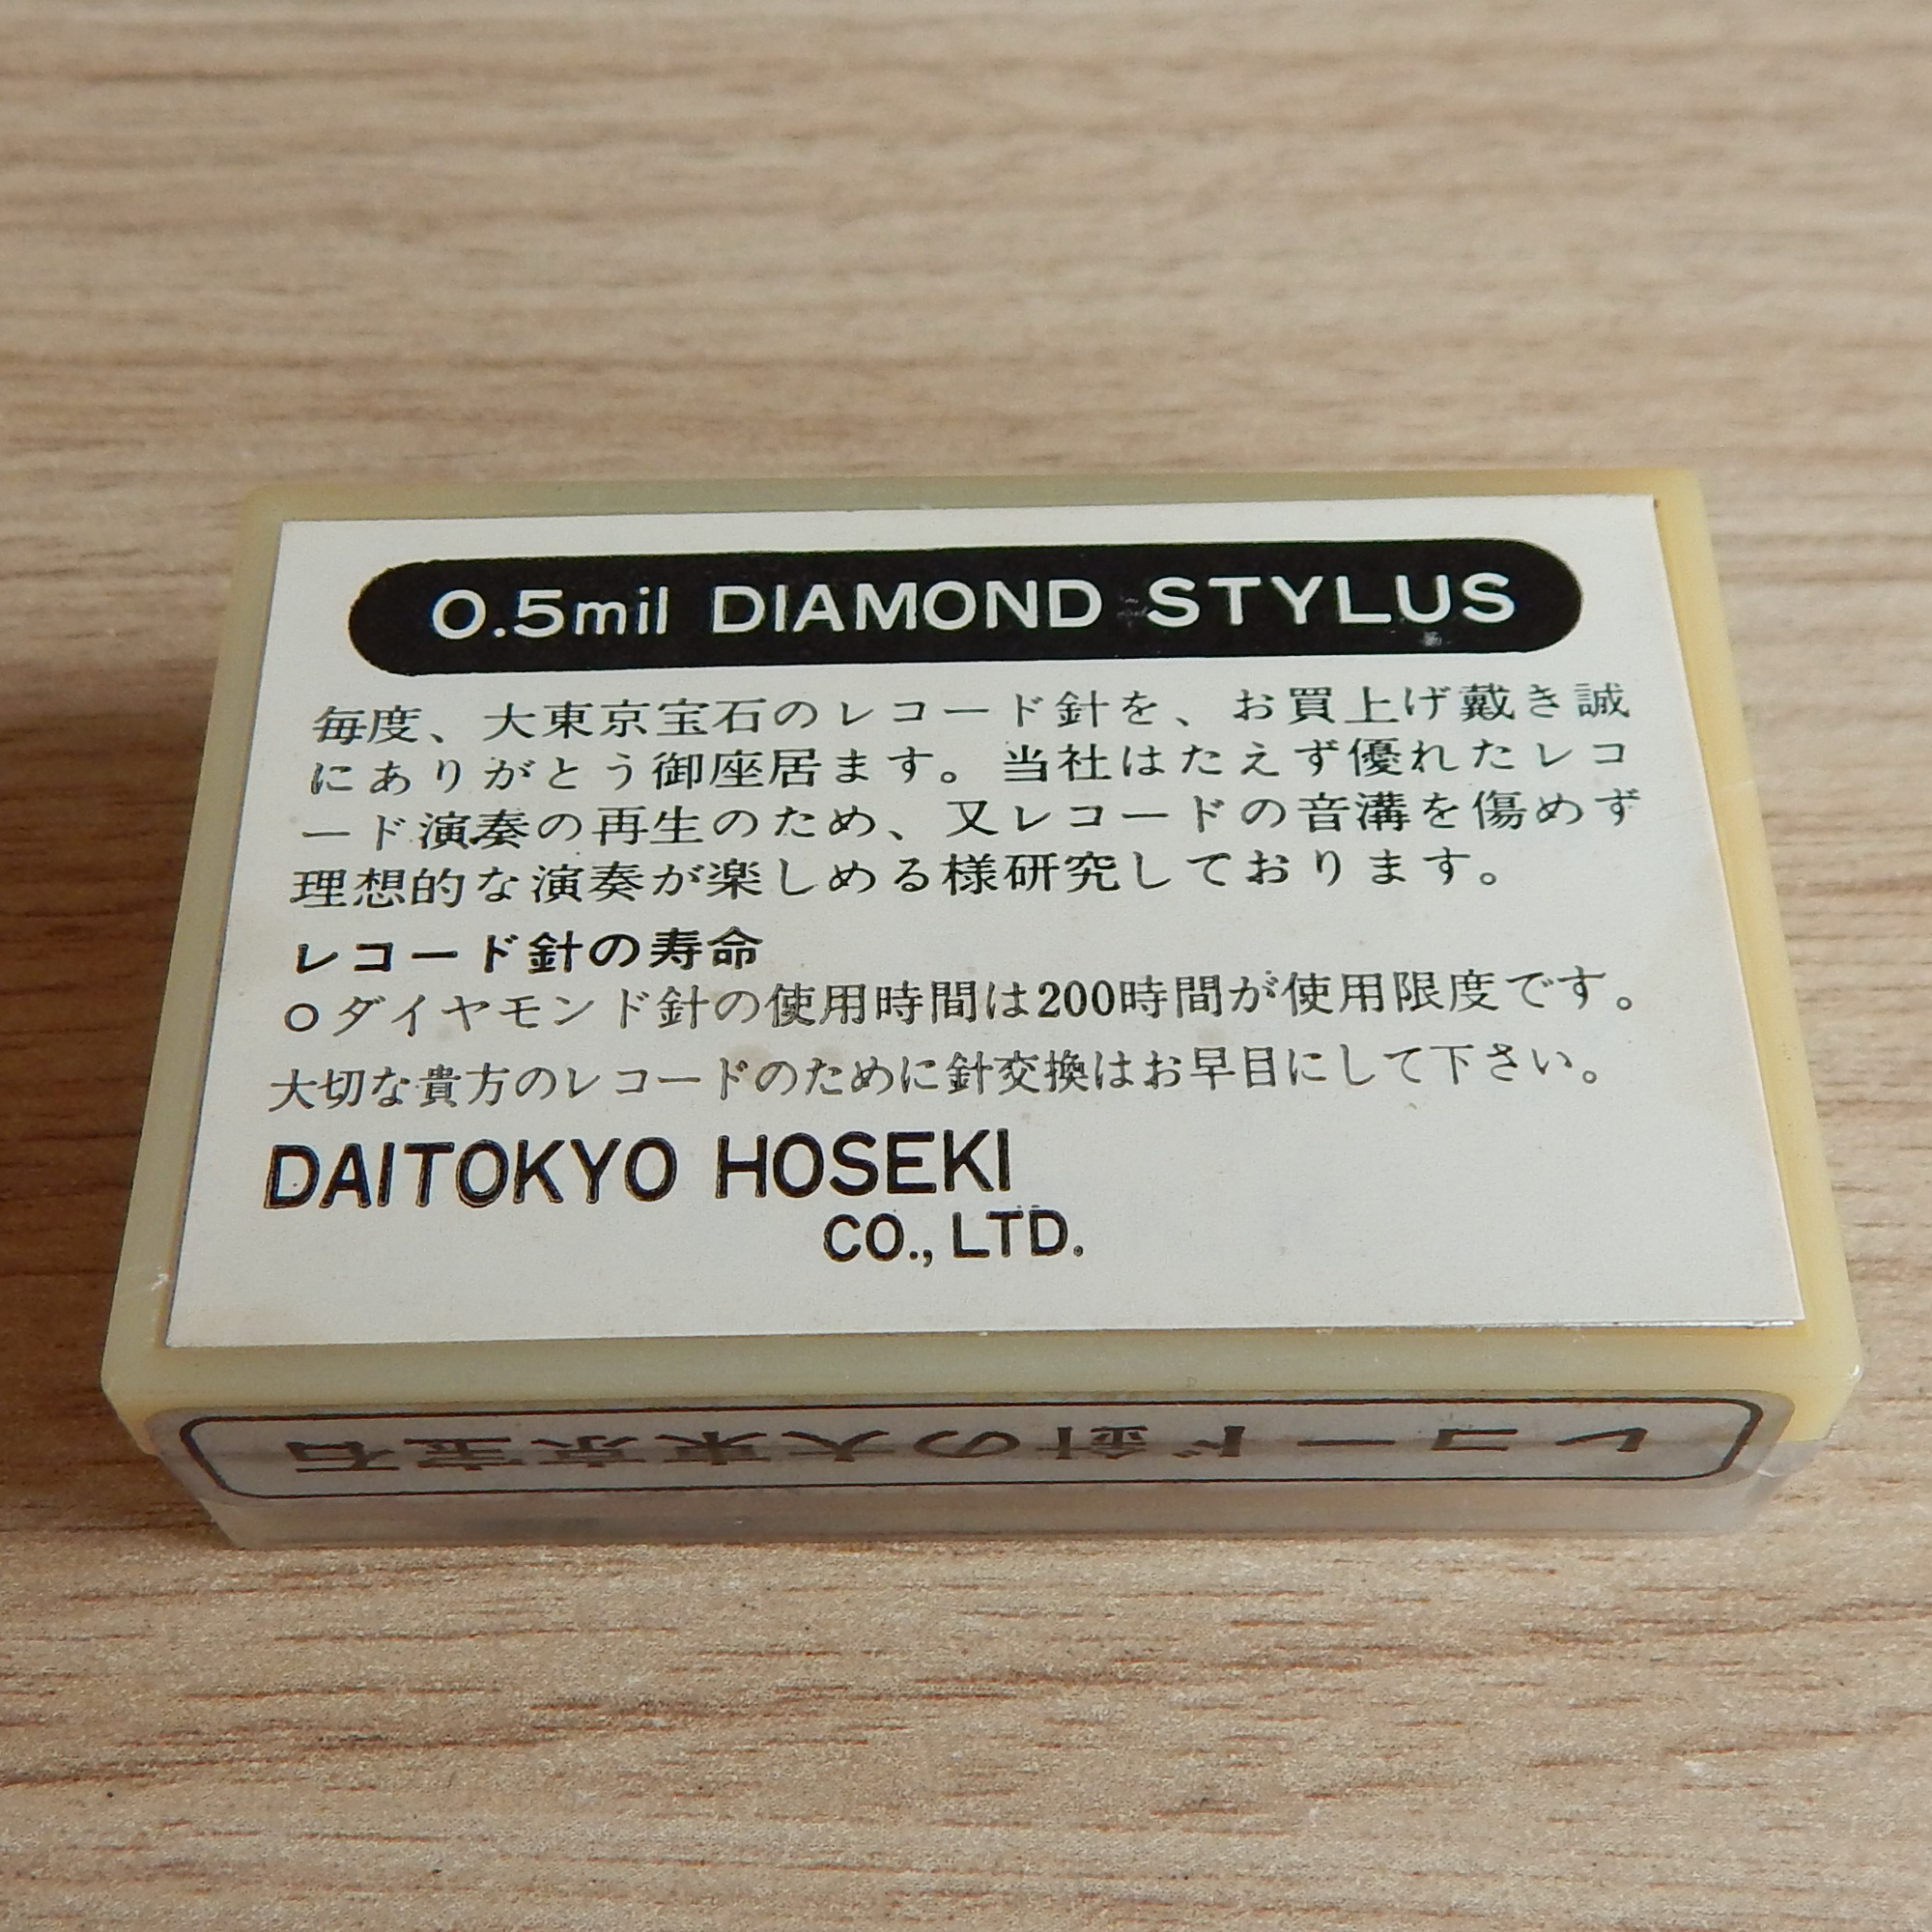 0.5mil DIAMOND STYLUS
毎度、大東京宝石のレコード針を、お買上げ戴き誠
にありがとう御座居ます。当社はたえず優れたレコ
ード演奏の再生のため、又レコードの音溝を傷めず
理想的な演奏が楽しめる様研究しております。
レコード針の寿命
○ダイヤモンド針の使用時間は200時間が使用限度です。
大切な貴方のレコードのために針交換はお早目にして下さい。
DAITOKYO HOSEKI
CO., LTD.
レコード針の大東京宝石